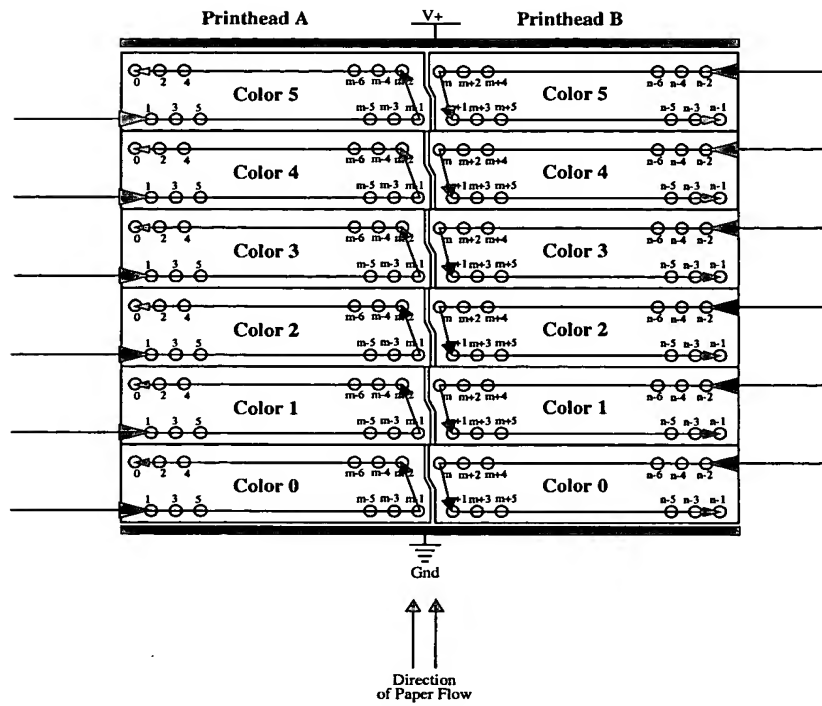 Printhead A V+ Printhead B
0 2 4 m-6 m-4 m-2 m m+2 m+4 n-6 n-4 n-2
Color 5 Color 5
1 3 5 m-5 m-3 m-1 +1 m+3 m+5 n-5 n-3 n-1
0 2 4 m-6 m-4 m-2 m m+2 m+4 n-6 n-4 n-2
Color 4 Color 4
1 3 5 m-5 m-3 m-1 +1 m+3 m+5 n-5 n-3 n-1
0 2 4 m-6 m-4 m-2 m m+2 m+4 n-6 n-4 n-2
Color 3 Color 3
1 3 5 m-5 m-3 m-1 +1 m+3 m+5 n-5 n-3 n-1
0 2 4 m-6 m-4 m-2 m m+2 m+4 n-6 n-4 n-2
Color 2 Color 2
1 3 5 m-5 m-3 m-1 +1 m+3 m+5 n-5 n-3 n-1
0 2 4 m-6 m-4 m-2 m m+2 m+4 n-6 n-4 n-2
Color 1 Color 1
1 3 5 m-5 m-3 m-1 +1 m+3 m+5 n-5 n-3 n-1
0 2 4 m-6 m-4 m-2 m m+2 m+4 n-6 n-4 n-2
Color 0 Color 0
1 3 5 m-5 m-3 m-1 +1 m+3 m+5 n-5 n-3 n-1
Gnd
Direction
of Paper Flow